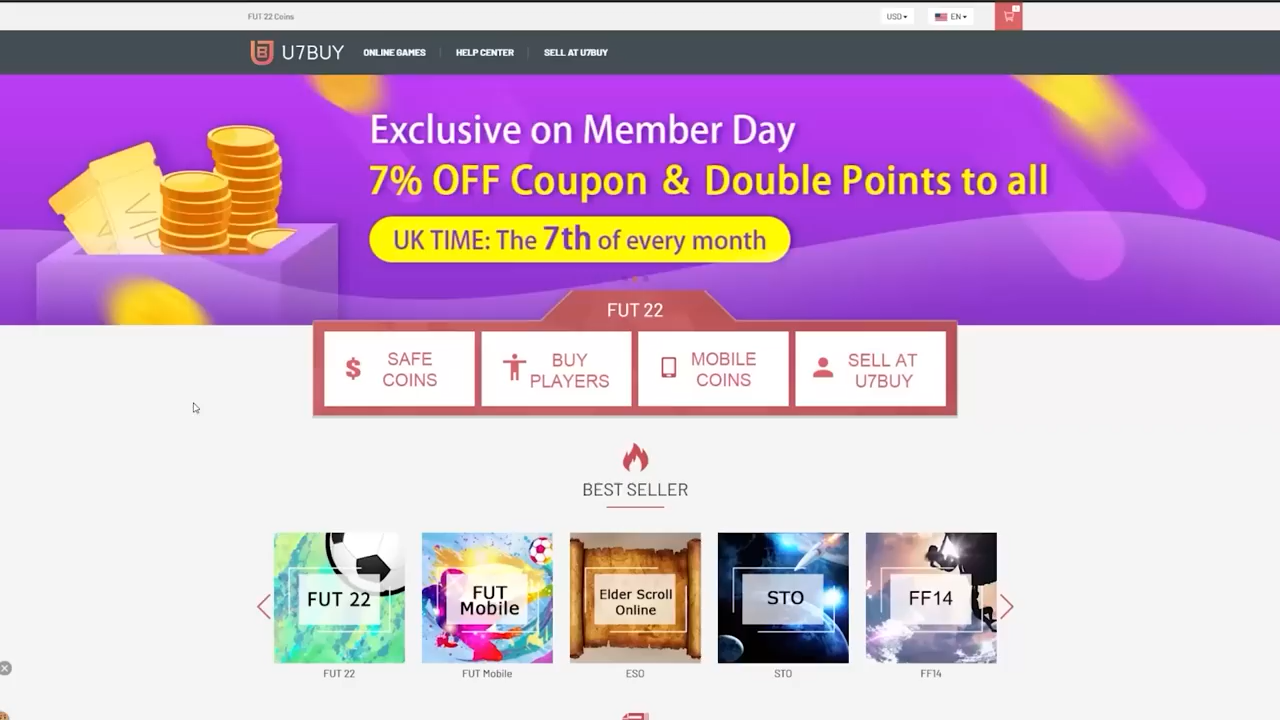 FUT 22 Coins
USD
EN
1
U7BUY
ONLINE GAMES
HELP CENTER
SELL AT U7BUY
VIP
Exclusive on Member Day
7% OFF Coupon & Double Points to all
UK TIME: The 7th of every month
FUT 22
$ SAFE
COINS
BUY
PLAYERS
MOBILE
COINS
SELL AT
U7BUY
BEST SELLER
FUT 22
FUT
Mobile
Elder Scroll
Online
STO
FF14
FUT 22
FUT Mobile
ESO
STO
FF14